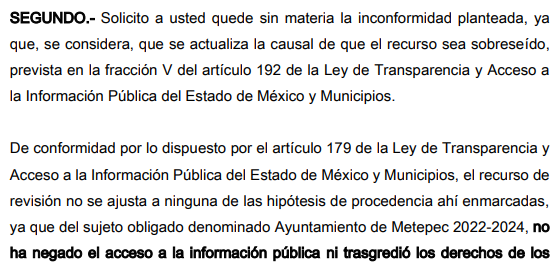 SEGUNDO.- Solicito a usted quede sin materia la inconformidad planteada, ya
que, se considera, que se actualiza la causal de que el recurso sea sobreseído,
prevista en la fracción V del artículo 192 de la Ley de Transparencia y Acceso a
la Información Pública del Estado de México y Municipios.
De conformidad por lo dispuesto por el artículo 179 de la Ley de Transparencia y
Acceso a la Información Pública del Estado de México y Municipios, el recurso de
revisión no se ajusta a ninguna de las hipótesis de procedencia ahí enmarcadas,
ya que del sujeto obligado denominado Ayuntamiento de Metepec 2022-2024, no
ha negado el acceso a la información pública ni trasgredió los derechos de los